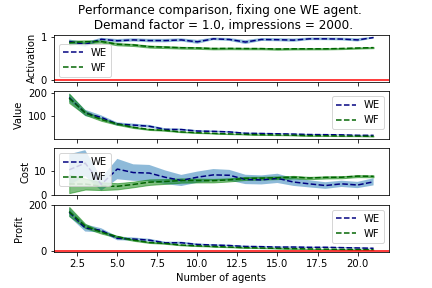 Performance comparison, fixing one WE agent.
Demand factor = 1.0, impressions = 2000.
Activation
1
0
WE
WF
Value
200
100
WE
WF
Cost
10
0
WE
WF
Profit
200
0
WE
WF
2.5 5.0 7.5 10.0 12.5 15.0 17.5 20.0
Number of agents